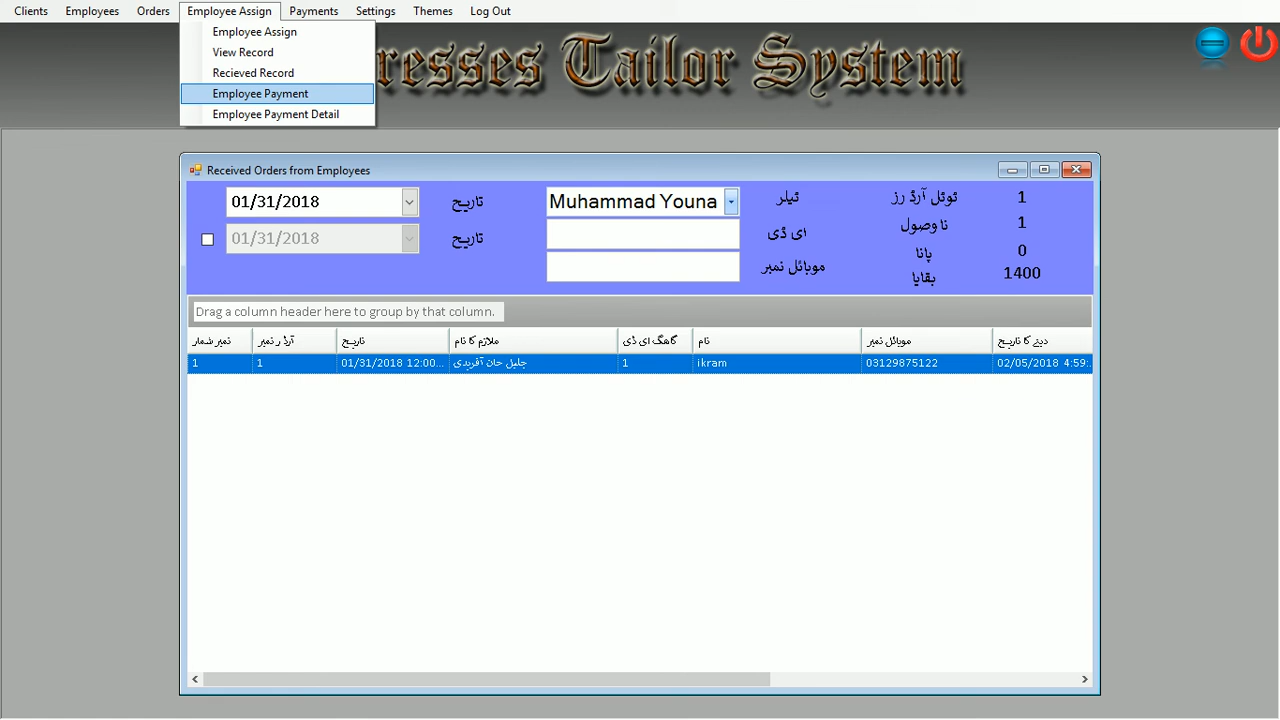 Clients Employees Orders Employee Assign Payments Settings Themes Log Out
Employee Assign
View Record
Recieved Record
Employee Payment
Employee Payment Detail
resses Tailor System
Received Orders from Employees
01/31/2018 تاریخ Muhammad Youna ٹیلر ٹوٹل آرڈ رز 1
01/31/2018 تاریخ ای ڈی نا وصول 1
موبائل نمبر پانا 0
بقایا 1400
Drag a column header here to group by that column.
نمبر شمار آرڈ ر نمبر تاریخ ملازم کا نام گاھگ ای ڈی نام موبائل نمبر دینے کا تاریخ
1 1 01/31/2018 12:00... جلیل خان آفریدی 1 ikram 03129875122 02/05/2018 4:59: